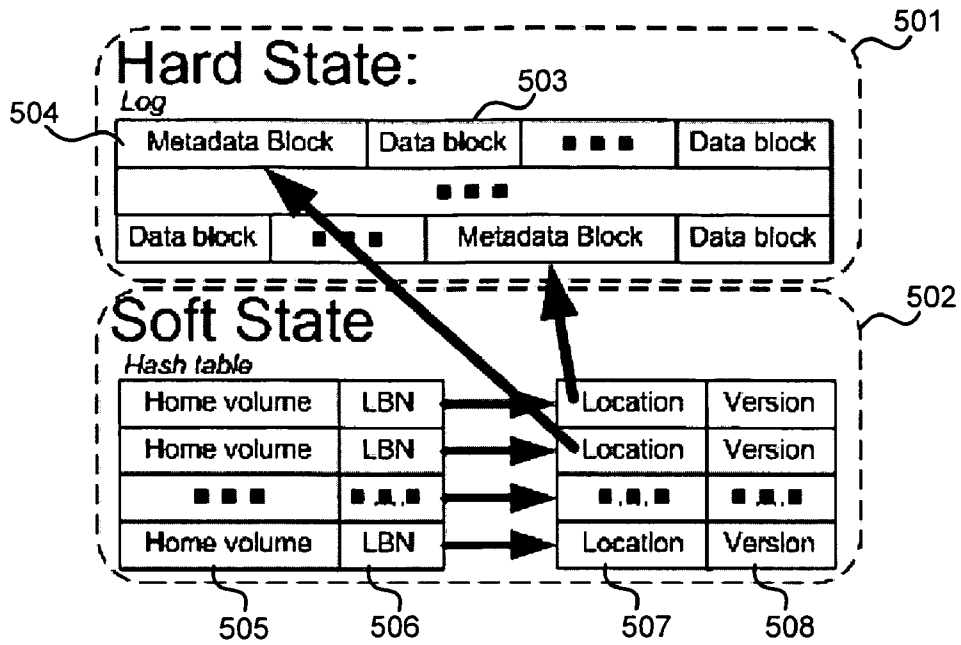 501
Hard State:
Log
503
504
Metadata Block Data block ■ ■ ■ Data block
■ ■ ■
Data block ■ ■ ■ Metadata Block Data block
502
Soft State
Hash table
Home volume LBN Location Version
Home volume LBN Location Version
■ ■ ■ ■ ■ ■ ■ ■ ■ ■ ■ ■
Home volume LBN Location Version
505 506 507 508